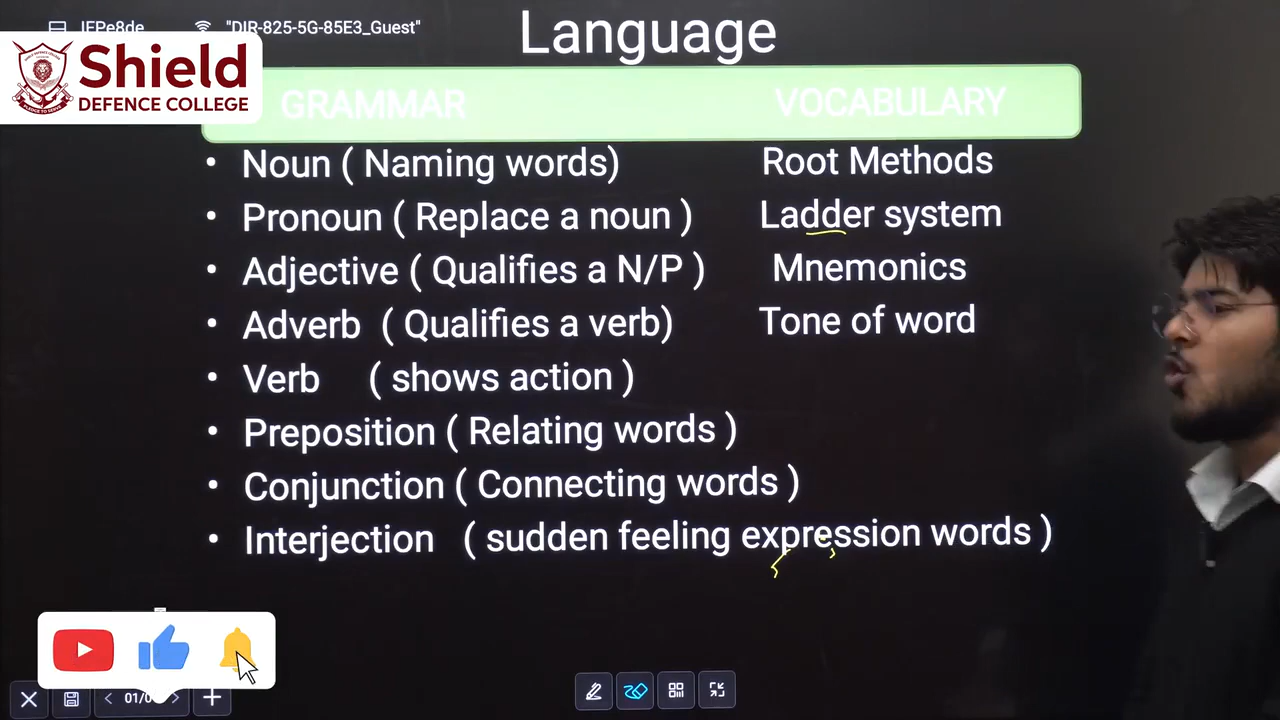 IFPe8de "DIR-825-5G-85E3_Guest"
Language
Shield
DEFENCE COLLEGE
GRAMMAR VOCABULARY
• Noun ( Naming words) Root Methods
• Pronoun ( Replace a noun ) Ladder system
• Adjective ( Qualifies a N/P ) Mnemonics
• Adverb ( Qualifies a verb) Tone of word
• Verb ( shows action )
• Preposition ( Relating words )
• Conjunction ( Connecting words )
• Interjection ( sudden feeling expression words )